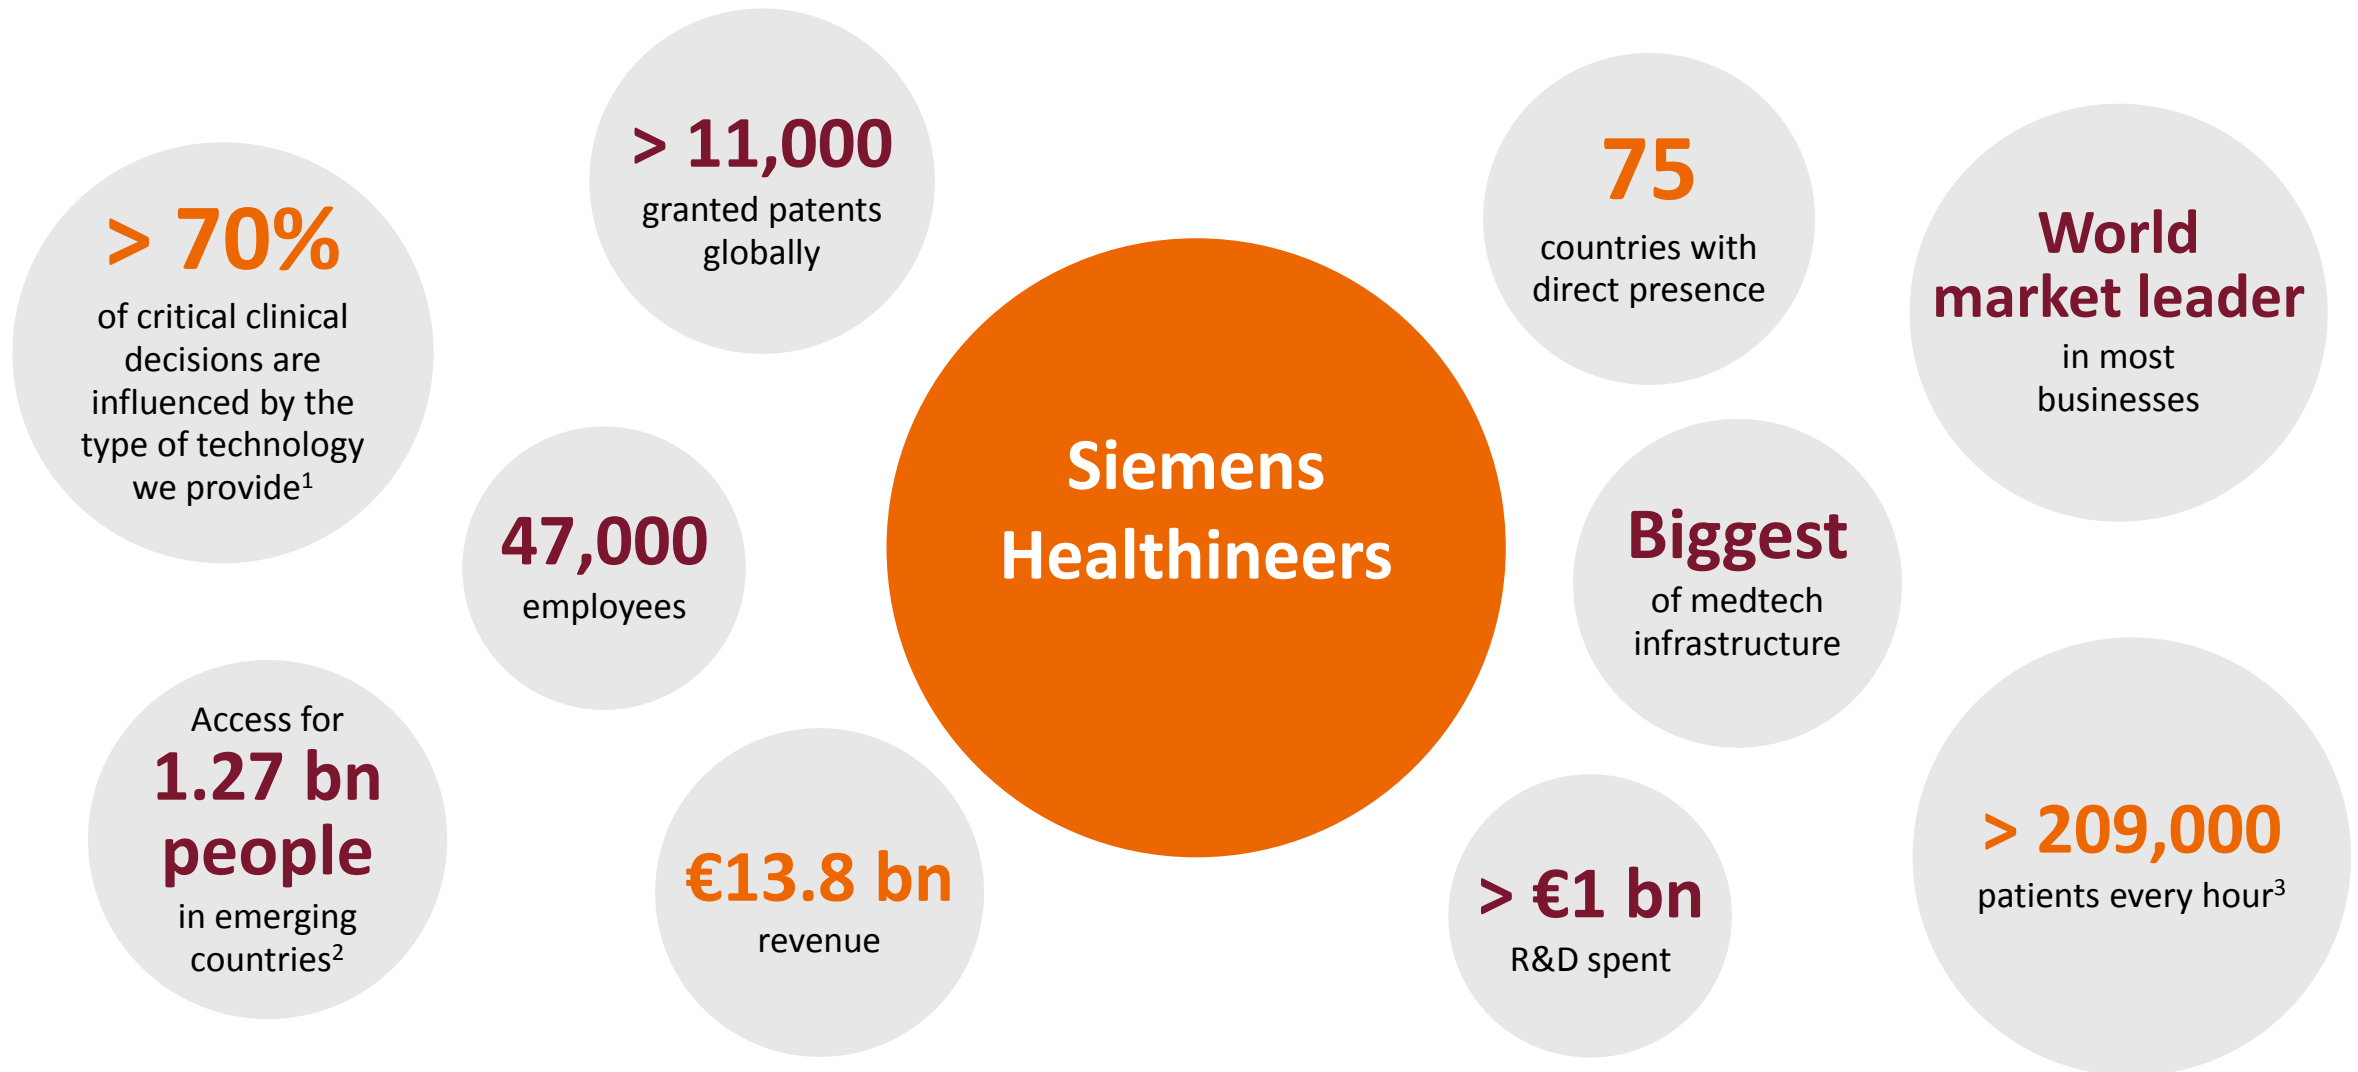 > 70%
of critical clinical
decisions are
influenced by the
type of technology
we provide¹
> 11,000
granted patents
globally
47,000
employees
Access for
1.27 bn
people
in emerging
countries²
€13.8 bn
revenue
Siemens
Healthineers
75
countries with
direct presence
World
market leader
in most
businesses
Biggest
of medtech
infrastructure
> €1 bn
R&D spent
> 209,000
patients every hour³